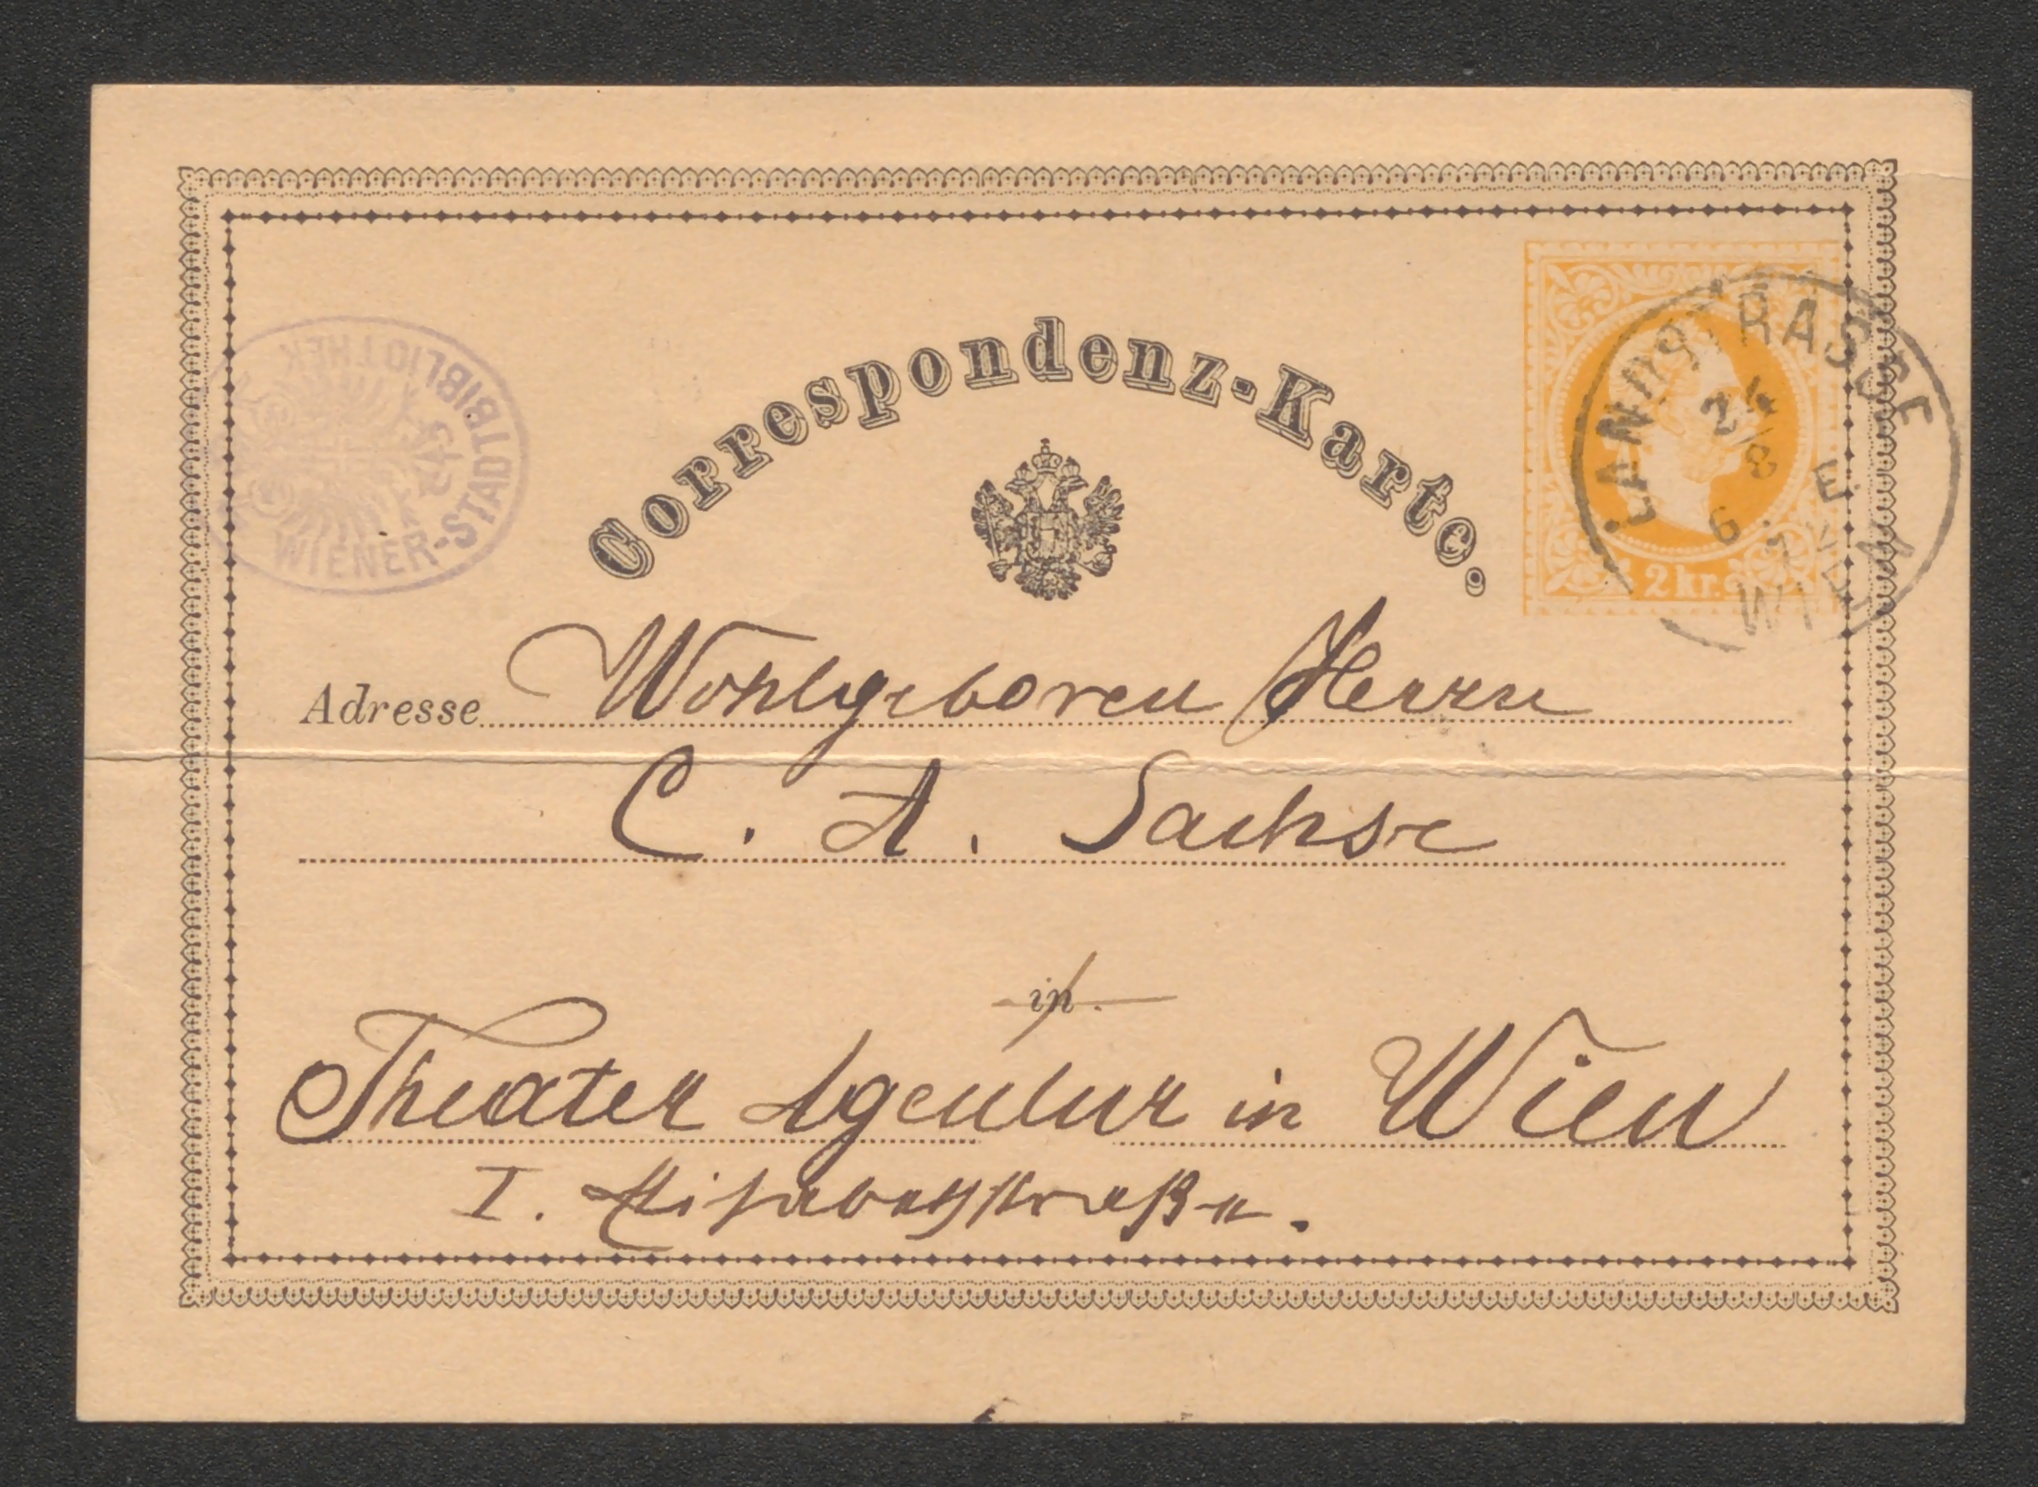 WIENER-STADTBIBLIOTHEK
Correspondenz-Karte.
2 kr.
LANDSTRASSE
24
8
6 E.
WIEN
Adresse Wohlgeboren Herrn
C. A. Sachse
in
Theater Agentur in Wien
I. Elisabethstraße.